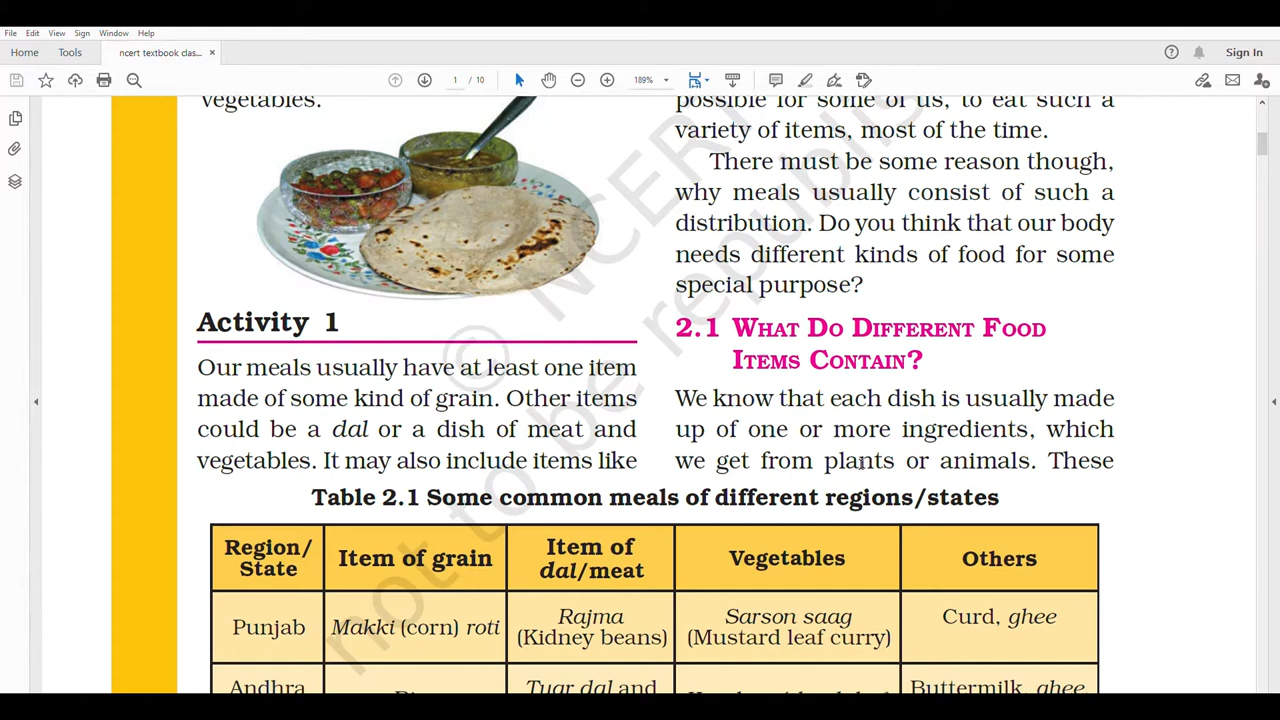 File Edit View Sign Window Help
Home Tools ncert textbook clas... × Sign In
1 / 10 189%
vegetables.
Activity 1
Our meals usually have at least one item
made of some kind of grain. Other items
could be a dal or a dish of meat and
vegetables. It may also include items like
possible for some of us, to eat such a
variety of items, most of the time.
There must be some reason though,
why meals usually consist of such a
distribution. Do you think that our body
needs different kinds of food for some
special purpose?
2.1 WHAT DO DIFFERENT FOOD
ITEMS CONTAIN?
We know that each dish is usually made
up of one or more ingredients, which
we get from plants or animals. These
Table 2.1 Some common meals of different regions/states
Region/
State
Item of grain
Item of
dal/meat
Vegetables
Others
Punjab
Makki (corn) roti
Rajma
(Kidney beans)
Sarson saag
(Mustard leaf curry)
Curd, ghee
Andhra
Tuar dal and
Buttermilk, ghee,
© NCERT
not to be republis